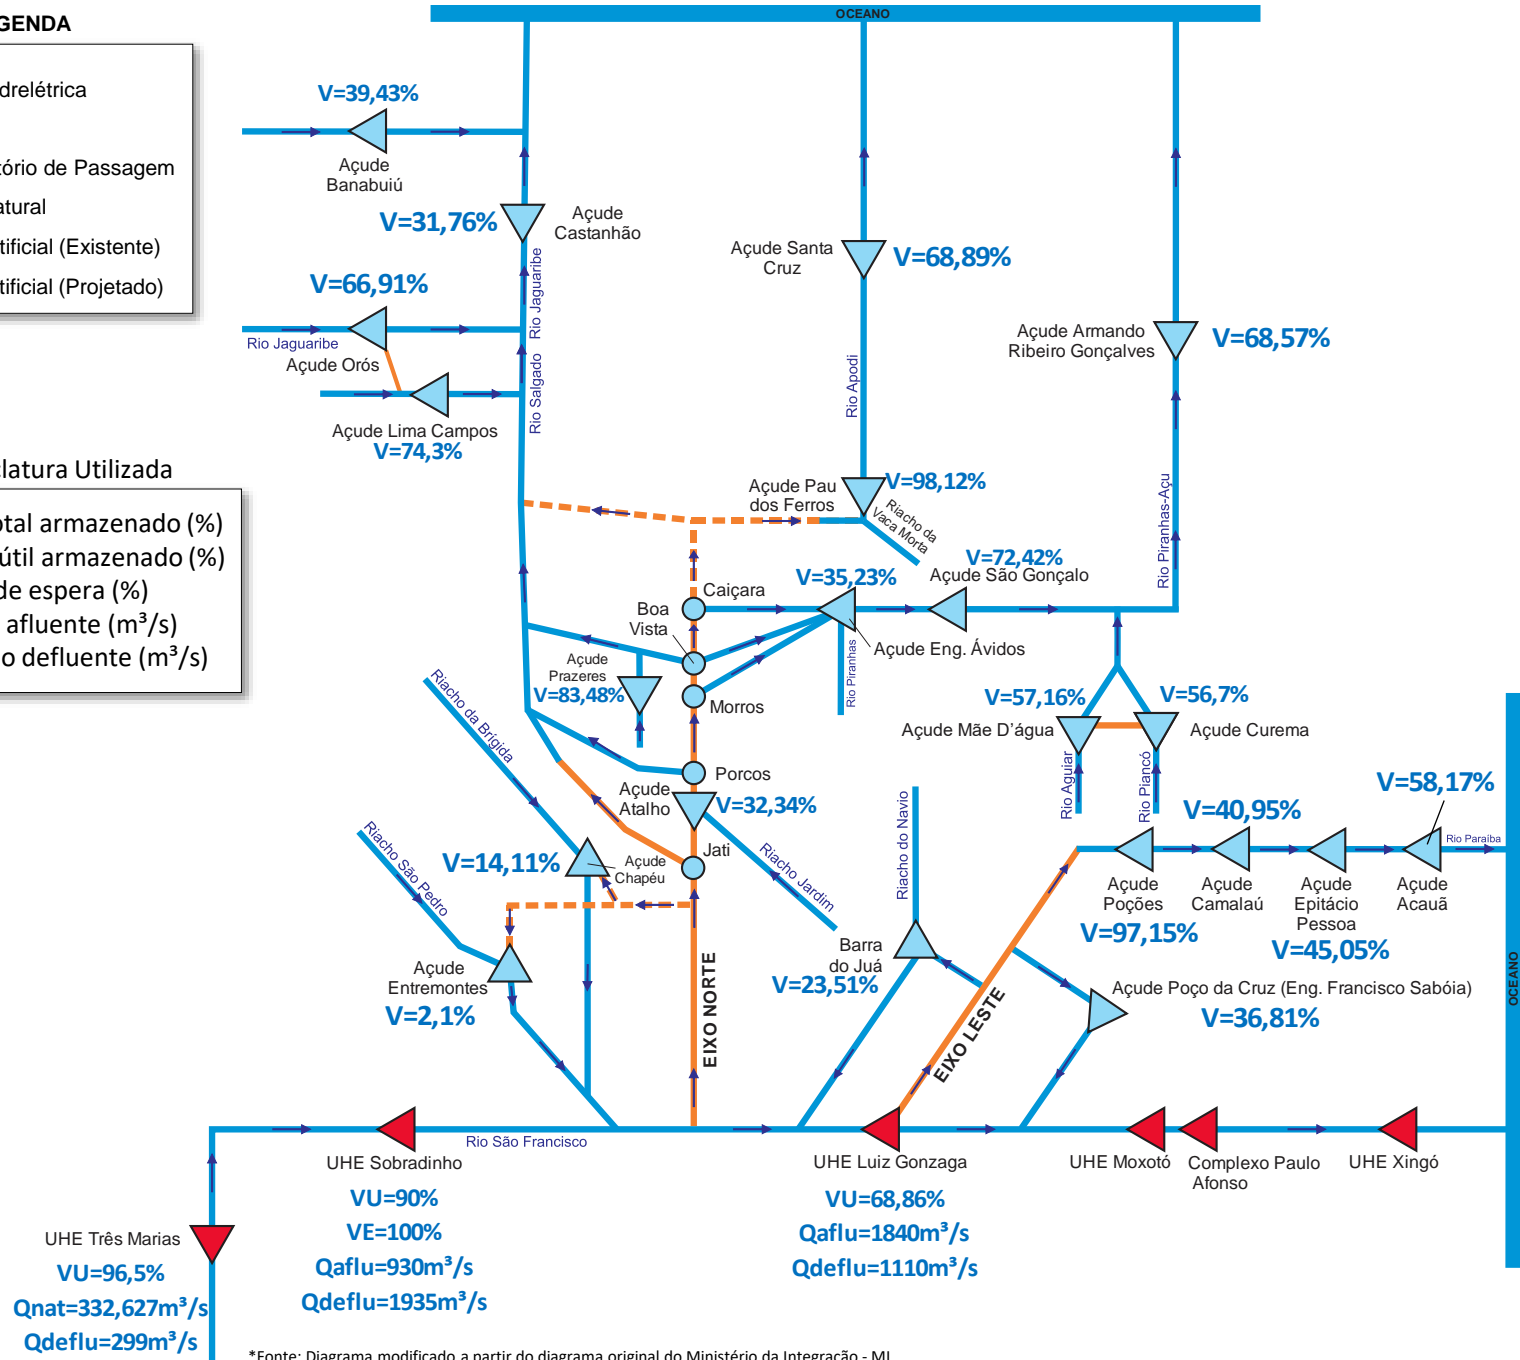 OCEANO
GENDA
drelétrica
tório de Passagem
atural
tificial (Existente)
tificial (Projetado)
V=39,43%
Açude
Banabuiú
V=31,76%
Açude
Castanhão
Rio Jaguaribe
V=66,91%
Rio Jaguaribe
Açude Orós
Rio Salgado
Açude Lima Campos
V=74,3%
Açude Santa
Cruz
V=68,89%
Rio Apodi
Açude Armando
Ribeiro Gonçalves
V=68,57%
Rio Piranhas-Açu
clatura Utilizada
otal armazenado (%)
útil armazenado (%)
de espera (%)
afluente (m³/s)
o defluente (m³/s)
Açude Pau
dos Ferros
V=98,12%
Riacho da
Vaca Morta
V=72,42%
Açude São Gonçalo
V=35,23%
Caiçara
Boa
Vista
Açude Eng. Ávidos
Rio Piranhas
Açude
Prazeres
V=83,48%
Morros
Riacho da Brígida
Porcos
Açude
Atalho
V=32,34%
V=57,16%
Açude Mãe D'água
V=56,7%
Açude Curema
Rio Aguiar
Rio Piancó
V=58,17%
V=40,95%
Rio Paraíba
Riacho São Pedro
V=14,11%
Açude
Chapéu
Jati
Riacho Jardim
Riacho do Navio
Açude
Poções
V=97,15%
Açude
Camalaú
Açude
Epitácio
Pessoa
V=45,05%
Açude
Acauã
Açude
Entremontes
V=2,1%
EIXO NORTE
Barra
do Juá
V=23,51%
EIXO LESTE
Açude Poço da Cruz (Eng. Francisco Sabóia)
V=36,81%
OCEANO
Rio São Francisco
UHE Sobradinho
VU=90%
VE=100%
Qaflu=930m³/s
Qdeflu=1935m³/s
UHE Luiz Gonzaga
VU=68,86%
Qaflu=1840m³/s
Qdeflu=1110m³/s
UHE Moxotó
Complexo Paulo
Afonso
UHE Xingó
UHE Três Marias
VU=96,5%
Qnat=332,627m³/s
Qdeflu=299m³/s
*Fonte: Diagrama modificado a partir do diagrama original do Ministério da Integração - MI